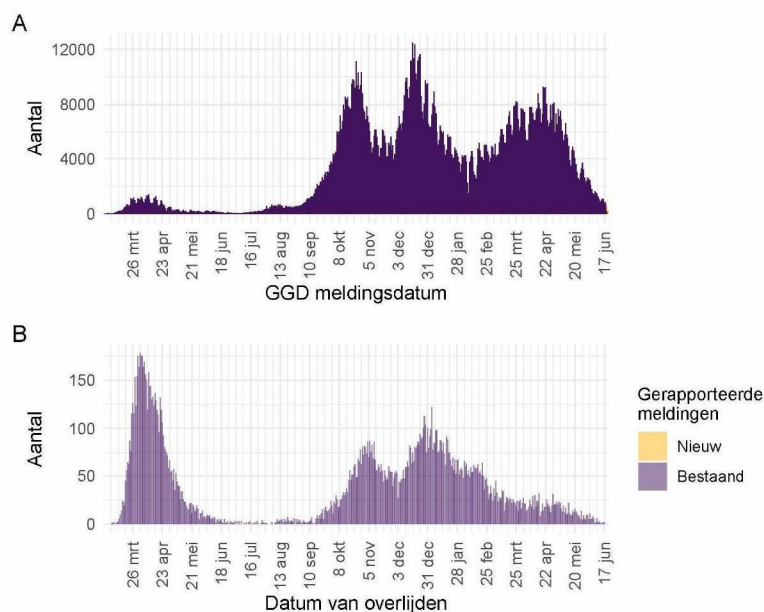 A
12000
8000
4000
0
Aantal
26 mrt
23 apr
21 mei
18 jun
16 jul
13 aug
10 sep
8 okt
5 nov
3 dec
31 dec
28 jan
25 feb
25 mrt
22 apr
20 mei
17 jun
GGD meldingsdatum
B
150
100
50
0
Aantal
26 mrt
23 apr
21 mei
18 jun
16 jul
13 aug
10 sep
8 okt
5 nov
3 dec
31 dec
28 jan
25 feb
25 mrt
22 apr
20 mei
17 jun
Datum van overlijden
Gerapporteerde
meldingen
Nieuw
Bestaand